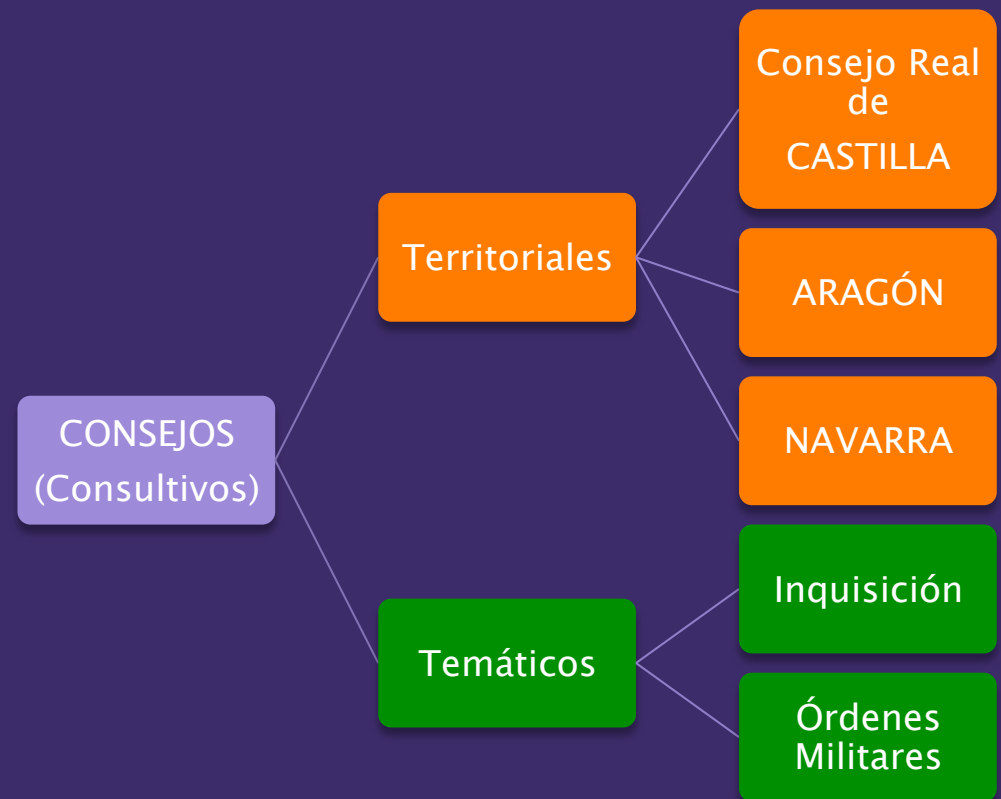 CONSEJOS
(Consultivos)
Territoriales
Consejo Real
de
CASTILLA
ARAGÓN
NAVARRA
Temáticos
Inquisición
Órdenes
Militares